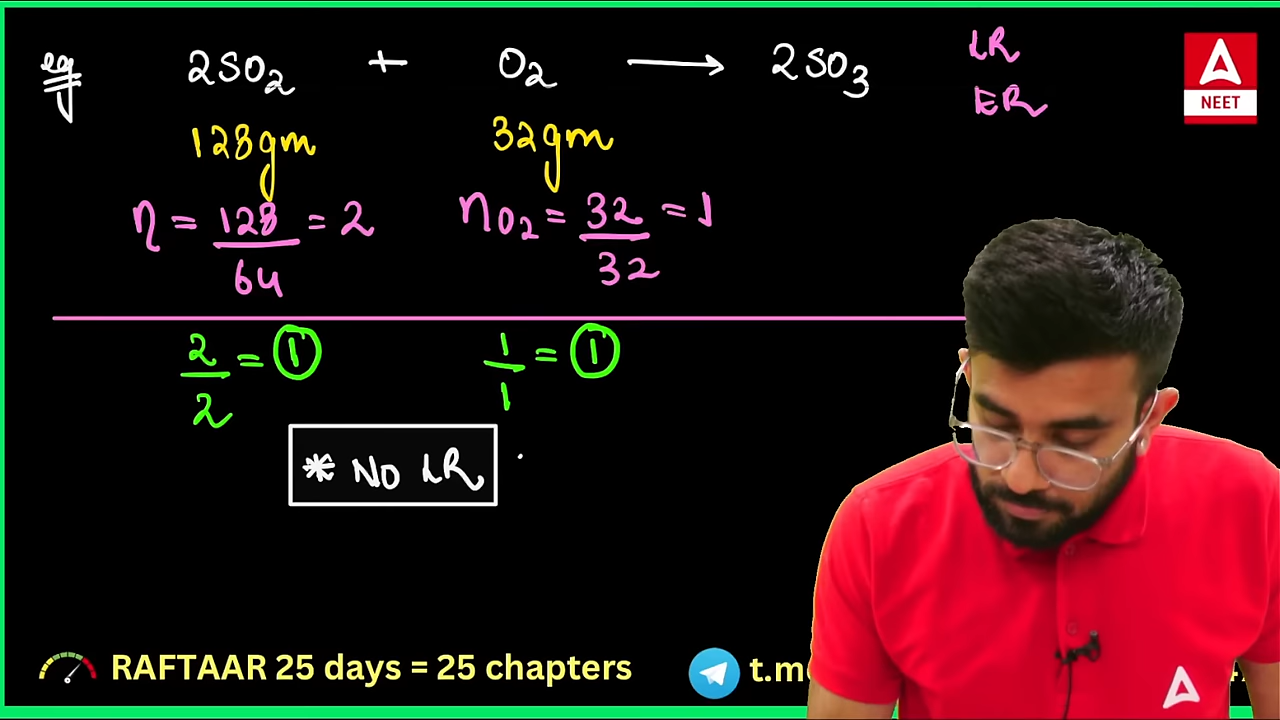 eg 2SO₂ + O₂ ⟶ 2SO₃
LR
ER
NEET
128gm 32gm
n = 128/64 = 2 nO₂ = 32/32 = 1
2/2 = ① 1/1 = ①
* NO LR
RAFTAAR 25 days = 25 chapters